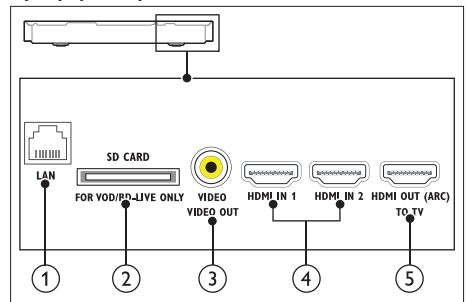 LAN
SD CARD
FOR VOD/BD-LIVE ONLY
VIDEO
VIDEO OUT
HDMI IN 1
HDMI IN 2
HDMI OUT (ARC)
TO TV
1
2
3
4
5